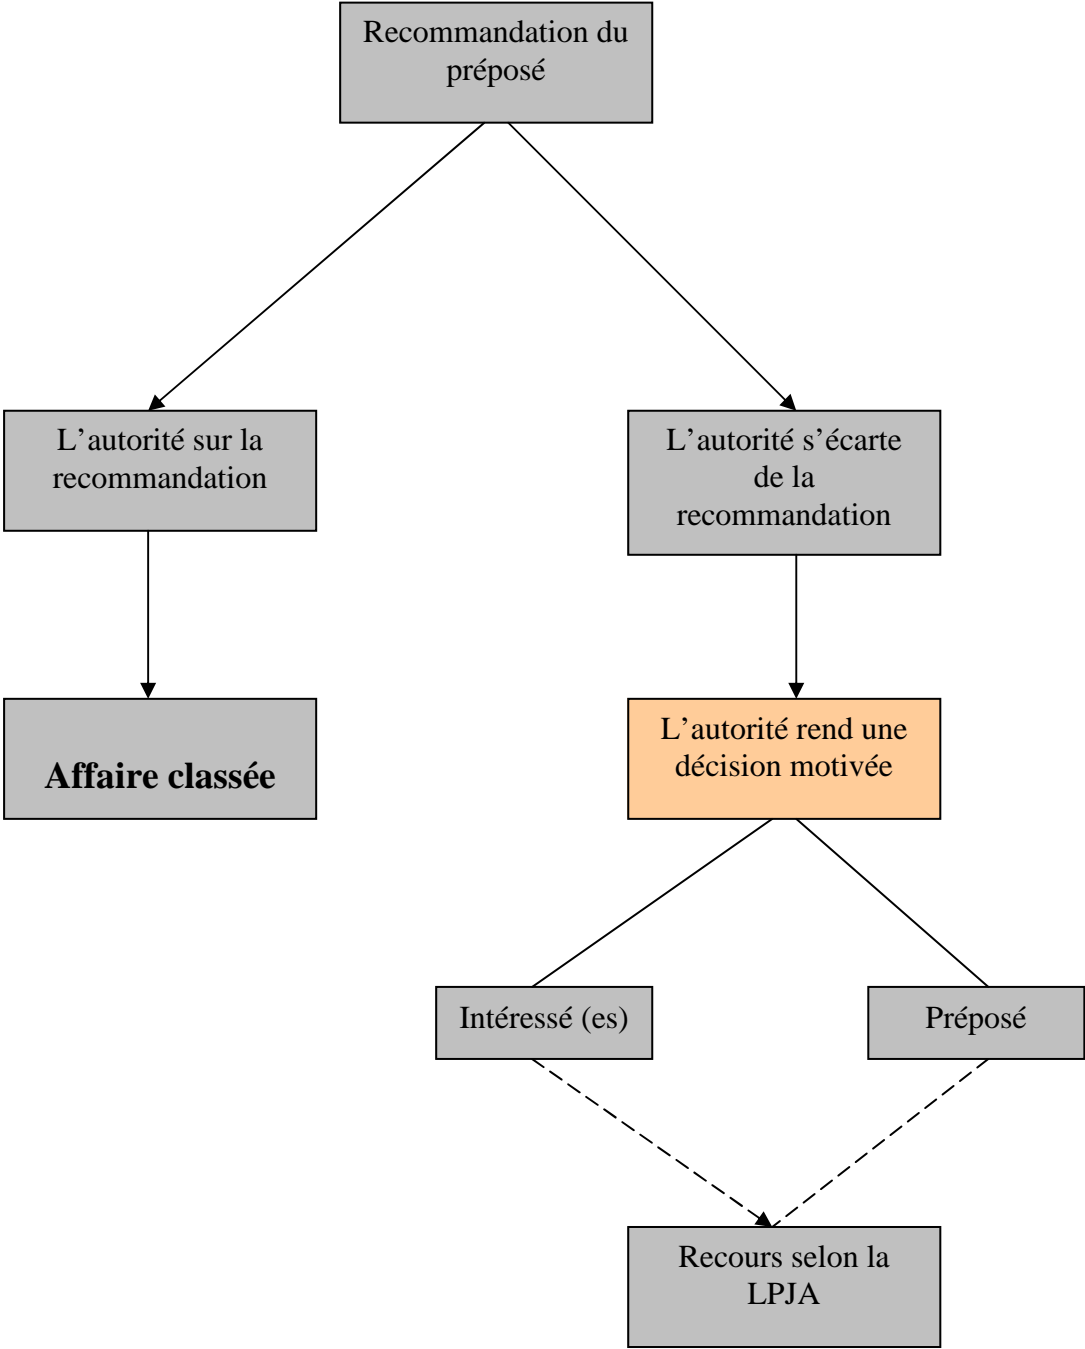 Recommandation du
préposé
L’autorité sur la
recommandation
L’autorité s’écarte
de la
recommandation
Affaire classée
L’autorité rend une
décision motivée
Intéressé (es)
Préposé
Recours selon la
LPJA